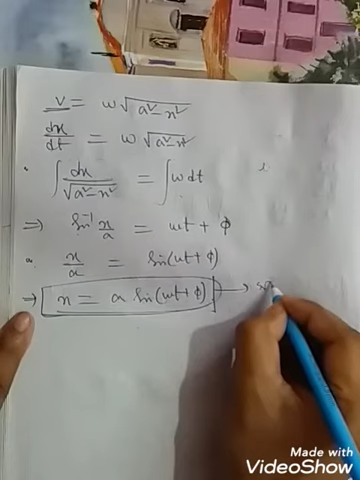 v = ω√(a² − x²)
dx/dt = ω√(a² − x²)
∫ dx/√(a² − x²) = ∫ω dt
⇒ sin⁻¹ x/a = ωt + φ
x/a = sin(ωt + φ)
⇒ x = a sin(ωt + φ) →
Made with
VideoShow